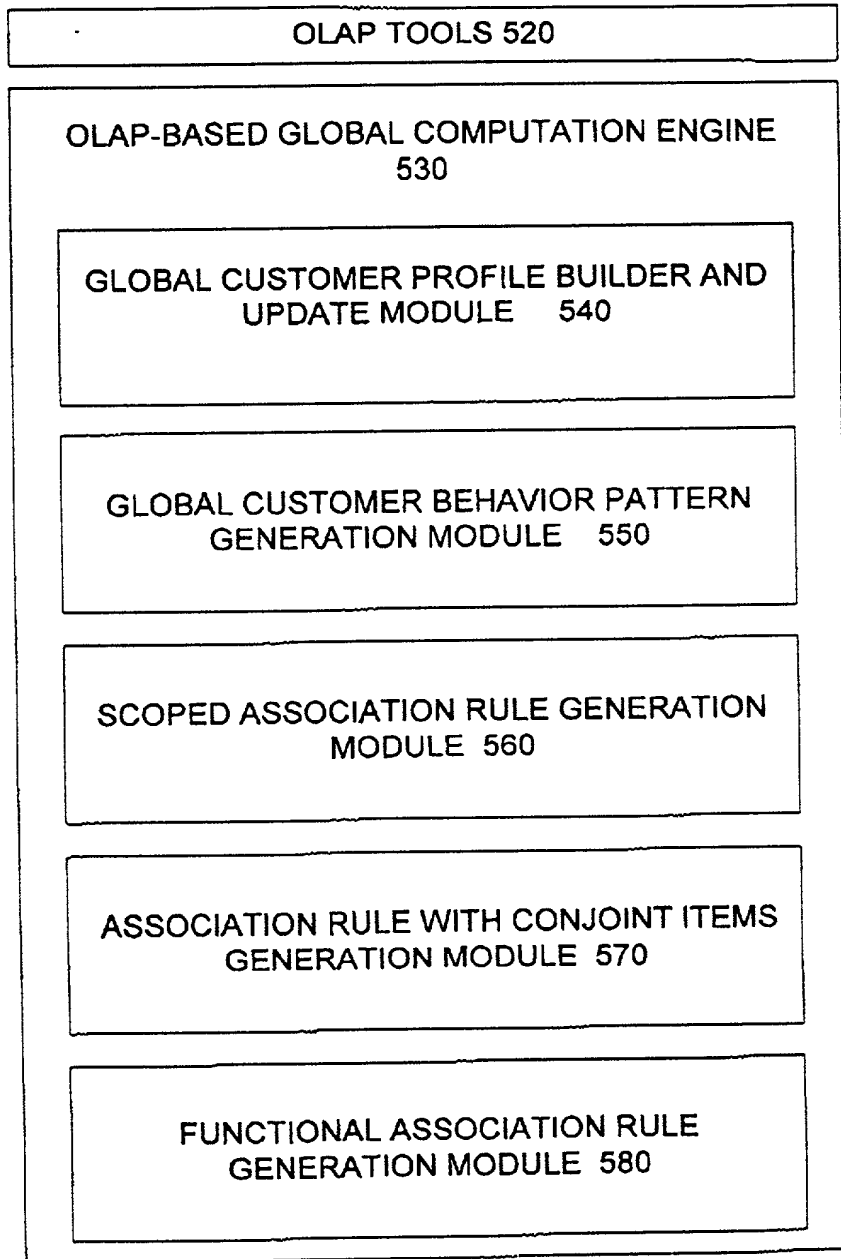 OLAP TOOLS 520
OLAP-BASED GLOBAL COMPUTATION ENGINE
530
GLOBAL CUSTOMER PROFILE BUILDER AND
UPDATE MODULE 540
GLOBAL CUSTOMER BEHAVIOR PATTERN
GENERATION MODULE 550
SCOPED ASSOCIATION RULE GENERATION
MODULE 560
ASSOCIATION RULE WITH CONJOINT ITEMS
GENERATION MODULE 570
FUNCTIONAL ASSOCIATION RULE
GENERATION MODULE 580